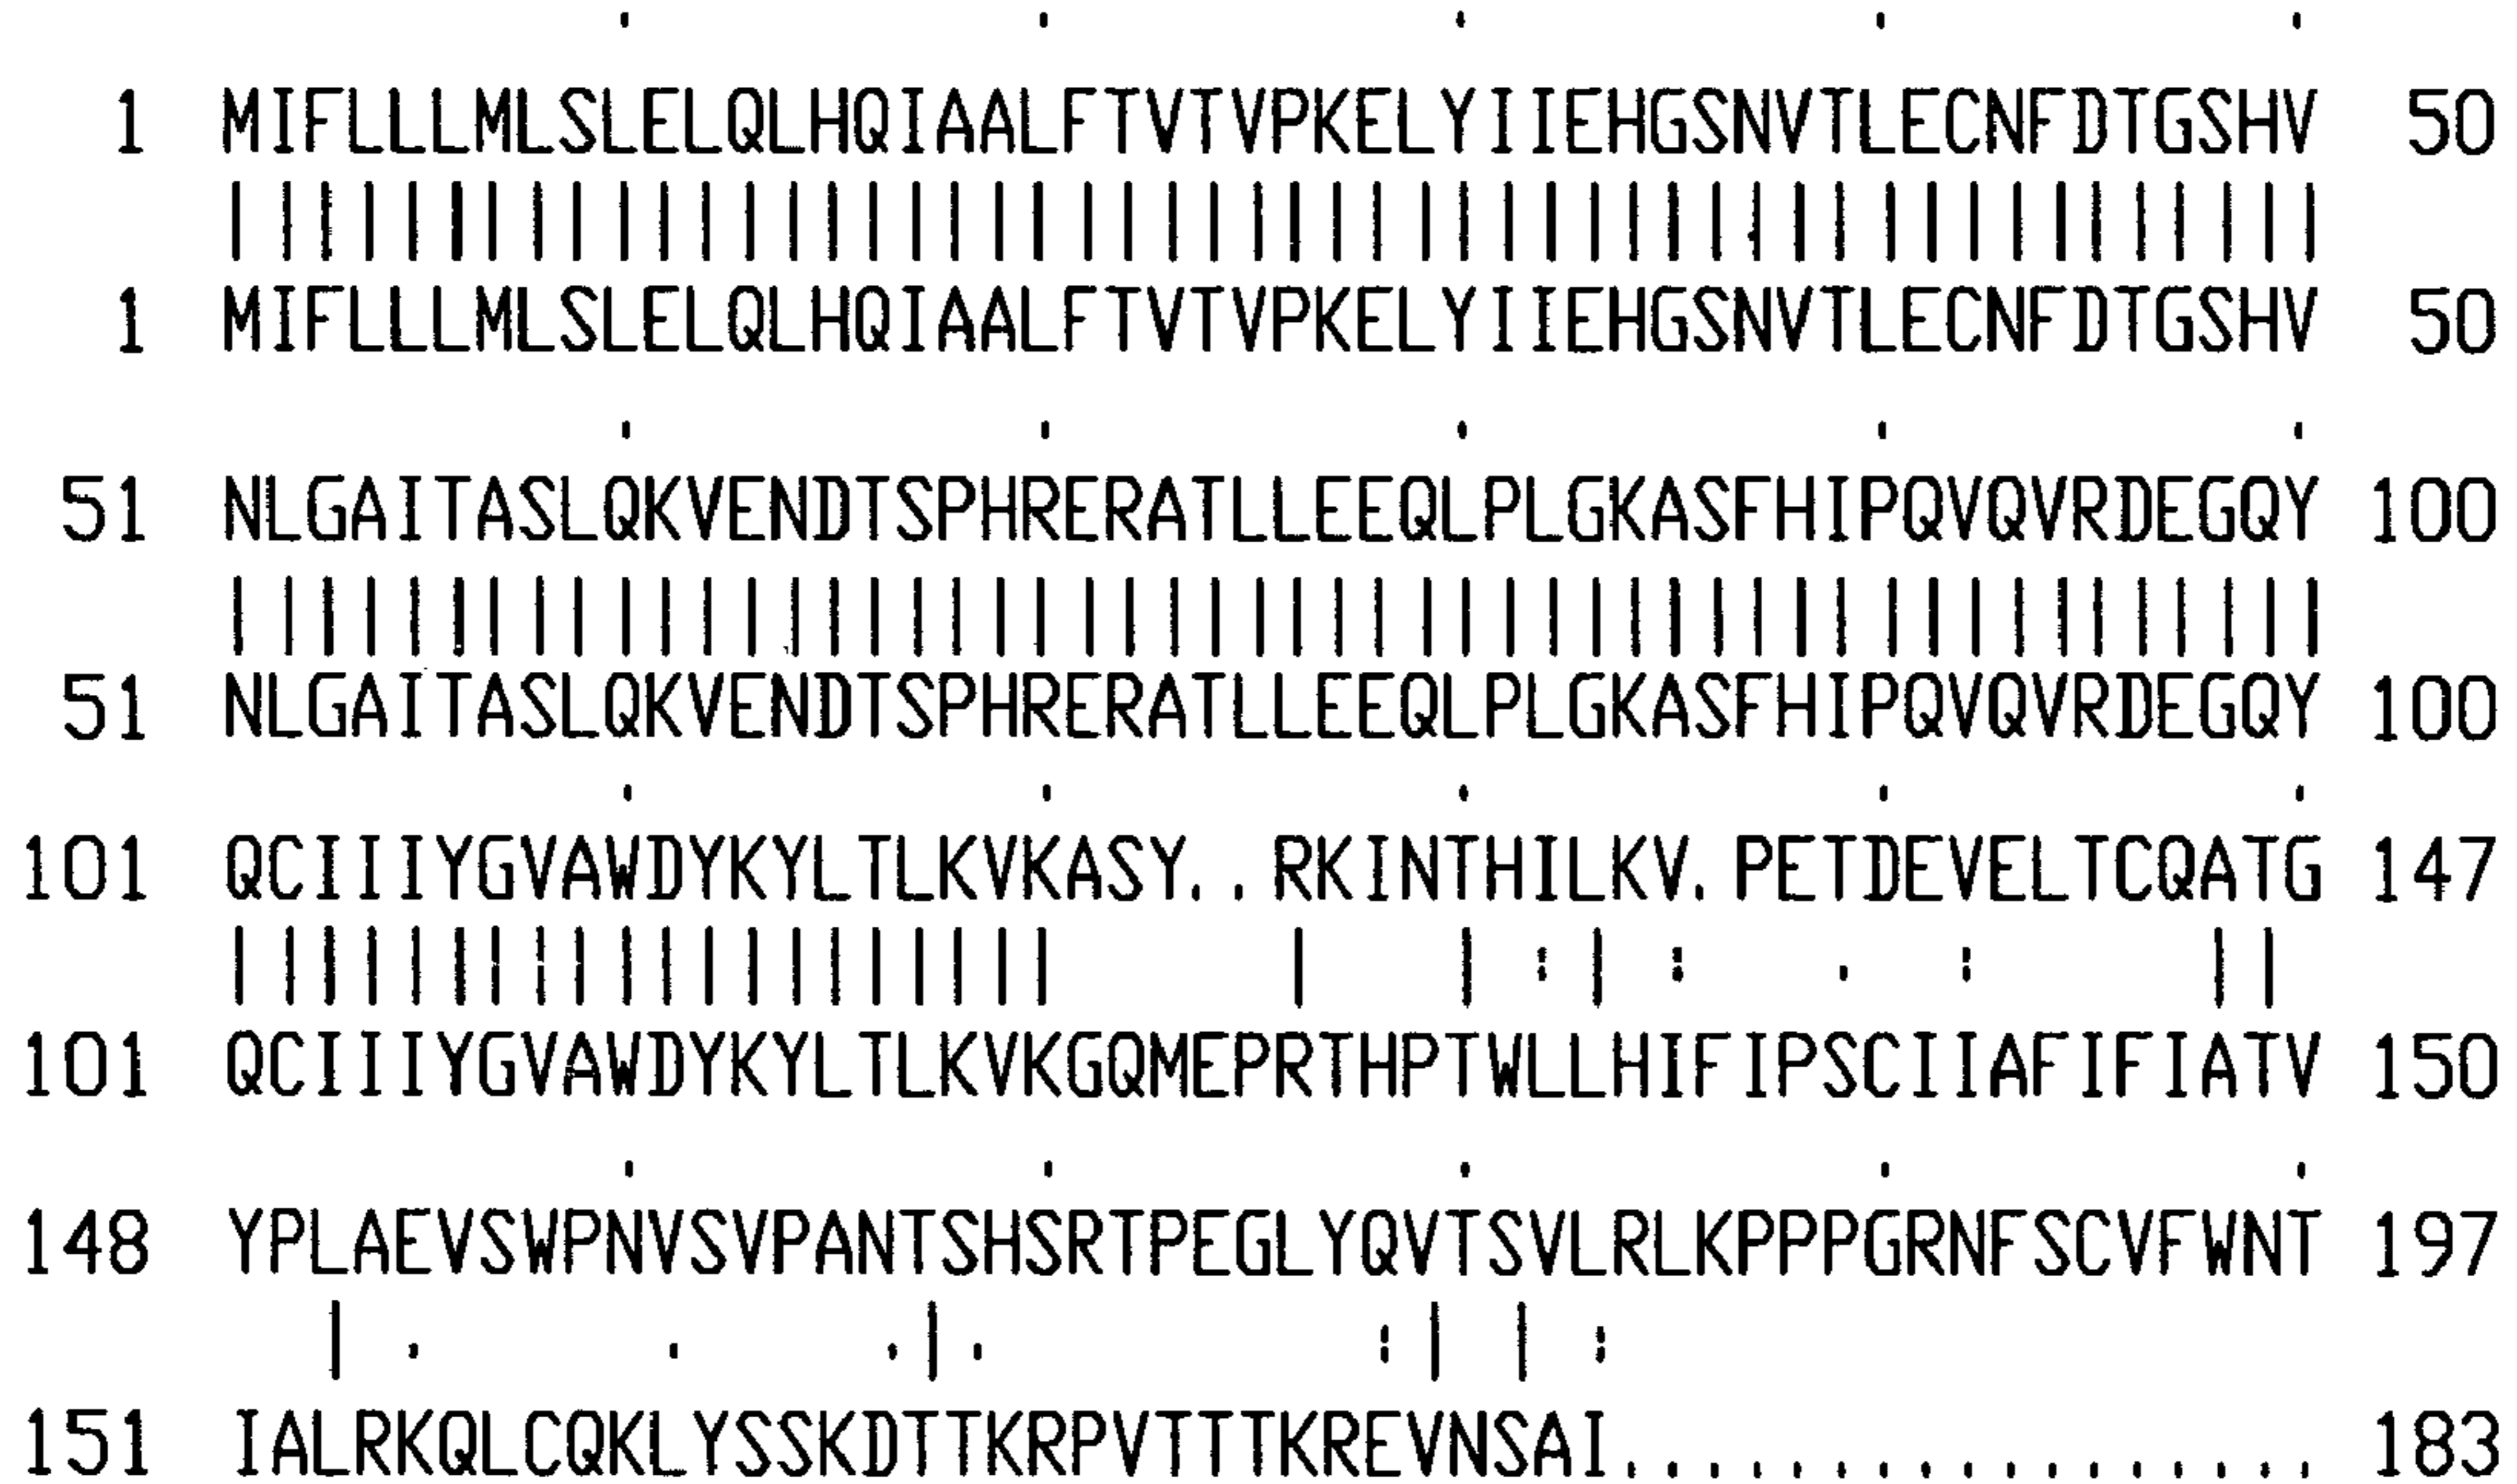 1 MIFLLLMLSLELQLHQIAALFTVTVPKELYIIEHGSNVTLECNFDTGSHV 50
1 MIFLLLMLSLELQLHQIAALFTVTVPKELYIIEHGSNVTLECNFDTGSHV 50
51 NLGAITASLQKVENDTSPHRERATLLEEQLPLGKASFHIPQVQVRDEGQY 100
51 NLGAITASLQKVENDTSPHRERATLLEEQLPLGKASFHIPQVQVRDEGQY 100
101 QCIIIYGVAWDYKYLTLKVKASY..RKINTHILKV.PETDEVELTCQATG 147
101 QCIIIYGVAWDYKYLTLKVKGQMEPRTHPTWLLHIFIPSCIIAFIFIATV 150
148 YPLAEVSWPNVSVPANTSHSRTPEGLYQVTSVLRLKPPPGRNFSCVFWNT 197
151 IALRKQLCQKLYSSKDTTKRPVTTTKREVNSAI................. 183